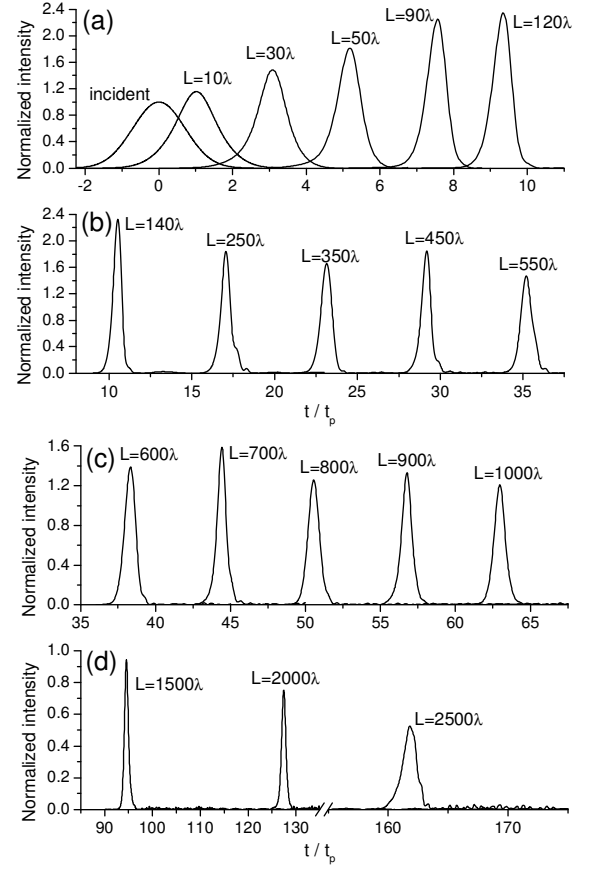 (a)
Normalized intensity
2.4
2.0
1.6
1.2
0.8
0.4
0.0
incident
L=10λ
L=30λ
L=50λ
L=90λ
L=120λ
-2 0 2 4 6 8 10
(b)
Normalized intensity
2.4
2.0
1.6
1.2
0.8
0.4
0.0
L=140λ
L=250λ
L=350λ
L=450λ
L=550λ
10 15 20 25 30 35
t / tp
(c)
Normalized intensity
1.6
1.2
0.8
0.4
0.0
L=600λ
L=700λ
L=800λ
L=900λ
L=1000λ
35 40 45 50 55 60 65
(d)
Normalized intensity
1.0
0.8
0.6
0.4
0.2
0.0
L=1500λ
L=2000λ
L=2500λ
90 100 110 120 130 160 170
t / tp